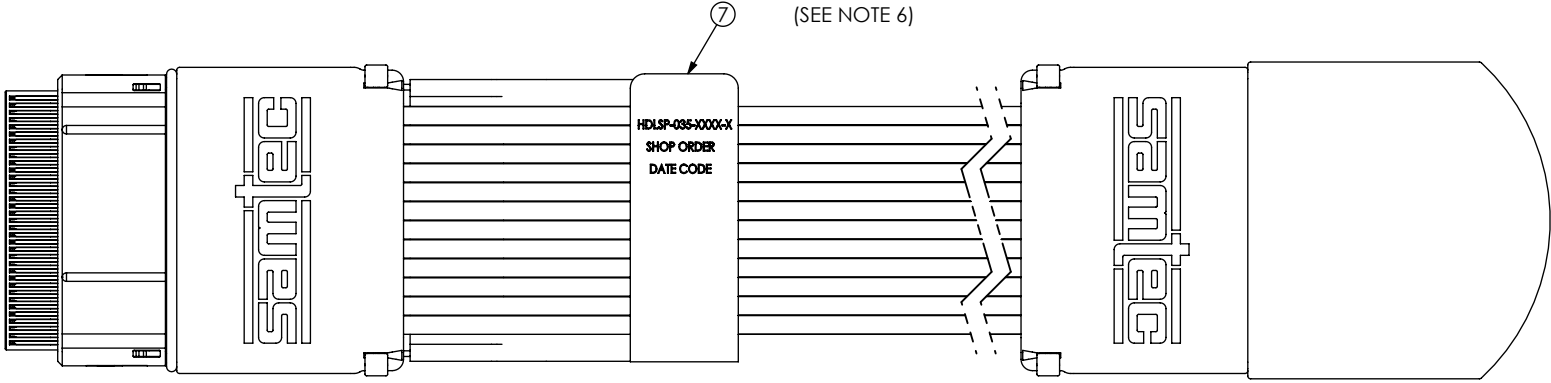 7 (SEE NOTE 6)
HDLSP-035-XXXX-X
SHOP ORDER
DATE CODE
samtec
samtec